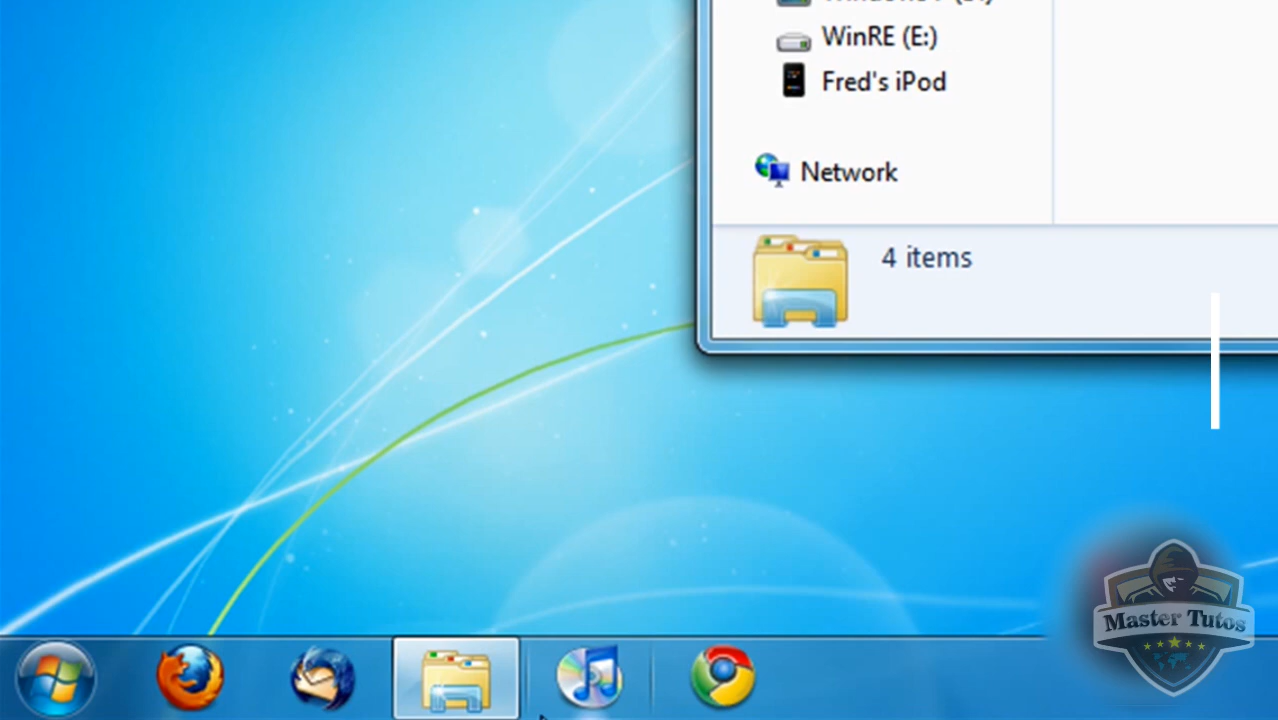 WinRE (E:)
Fred's iPod
Network
4 items
Master Tutos